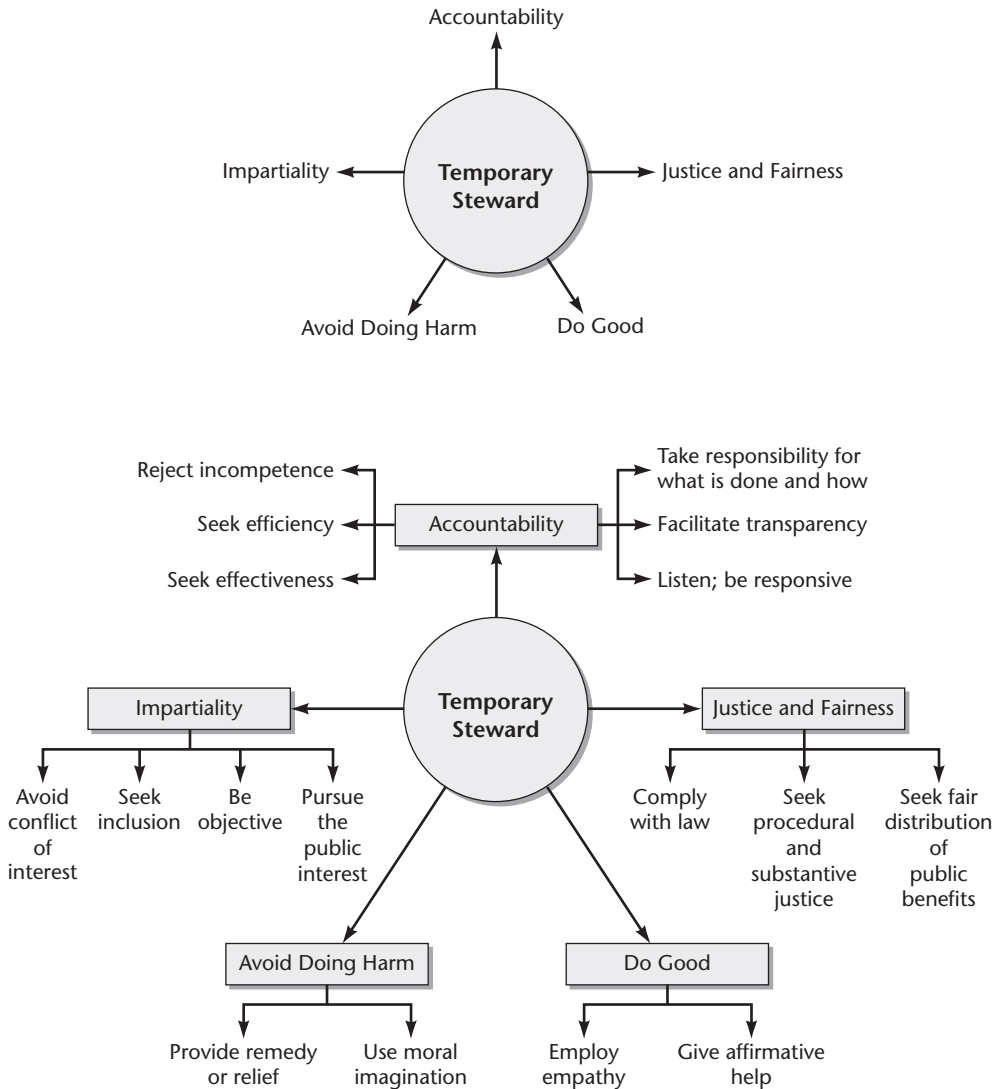 Accountability
Impartiality
Temporary
Steward
Justice and Fairness
Avoid Doing Harm
Do Good
Reject incompetence
Seek efficiency
Seek effectiveness
Accountability
Take responsibility for
what is done and how
Facilitate transparency
Listen; be responsive
Impartiality
Temporary
Steward
Justice and Fairness
Avoid
conflict
of
interest
Seek
inclusion
Be
objective
Pursue
the
public
interest
Comply
with law
Seek
procedural
and
substantive
justice
Seek fair
distribution
of
public
benefits
Avoid Doing Harm
Do Good
Provide remedy
or relief
Use moral
imagination
Employ
empathy
Give affirmative
help